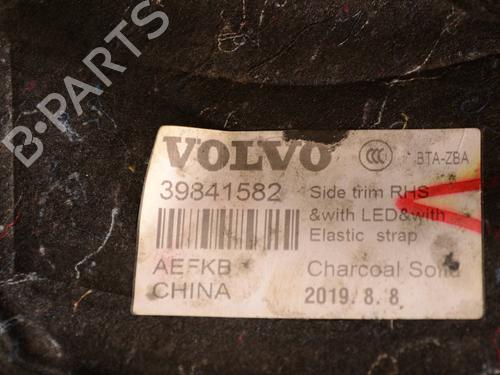 B-PARTS
VOLVO CCC BTA-ZBA
39841582 Side trim RHS
&with LED&with
Elastic strap
AEFKB Charcoal Solid
CHINA 2019. 8. 8.